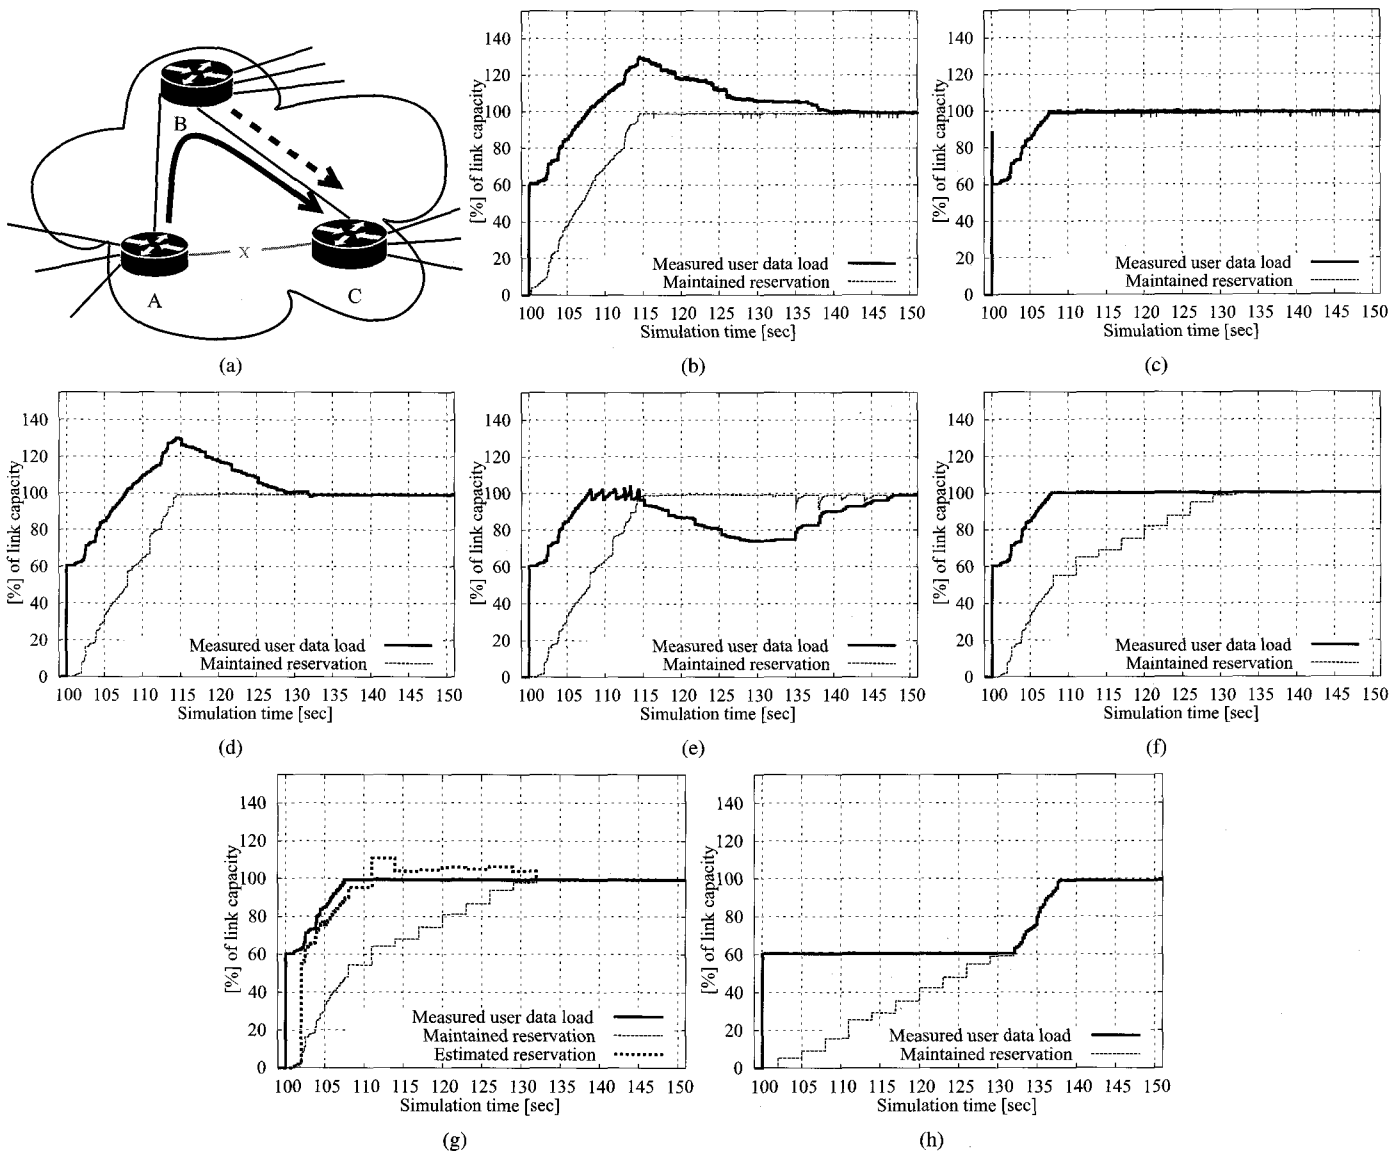 B
X
A
C
(a)
[%] of link capacity
140
120
100
80
60
40
20
0
Measured user data load
Maintained reservation
100 105 110 115 120 125 130 135 140 145 150
Simulation time [sec]
(b)
[%] of link capacity
140
120
100
80
60
40
20
0
Measured user data load
Maintained reservation
100 105 110 115 120 125 130 135 140 145 150
Simulation time [sec]
(c)
[%] of link capacity
140
120
100
80
60
40
20
0
Measured user data load
Maintained reservation
100 105 110 115 120 125 130 135 140 145 150
Simulation time [sec]
(d)
[%] of link capacity
140
120
100
80
60
40
20
0
Measured user data load
Maintained reservation
100 105 110 115 120 125 130 135 140 145 150
Simulation time [sec]
(e)
[%] of link capacity
140
120
100
80
60
40
20
0
Measured user data load
Maintained reservation
100 105 110 115 120 125 130 135 140 145 150
Simulation time [sec]
(f)
[%] of link capacity
140
120
100
80
60
40
20
0
Measured user data load
Maintained reservation
Estimated reservation
100 105 110 115 120 125 130 135 140 145 150
Simulation time [sec]
(g)
[%] of link capacity
140
120
100
80
60
40
20
0
Measured user data load
Maintained reservation
100 105 110 115 120 125 130 135 140 145 150
Simulation time [sec]
(h)